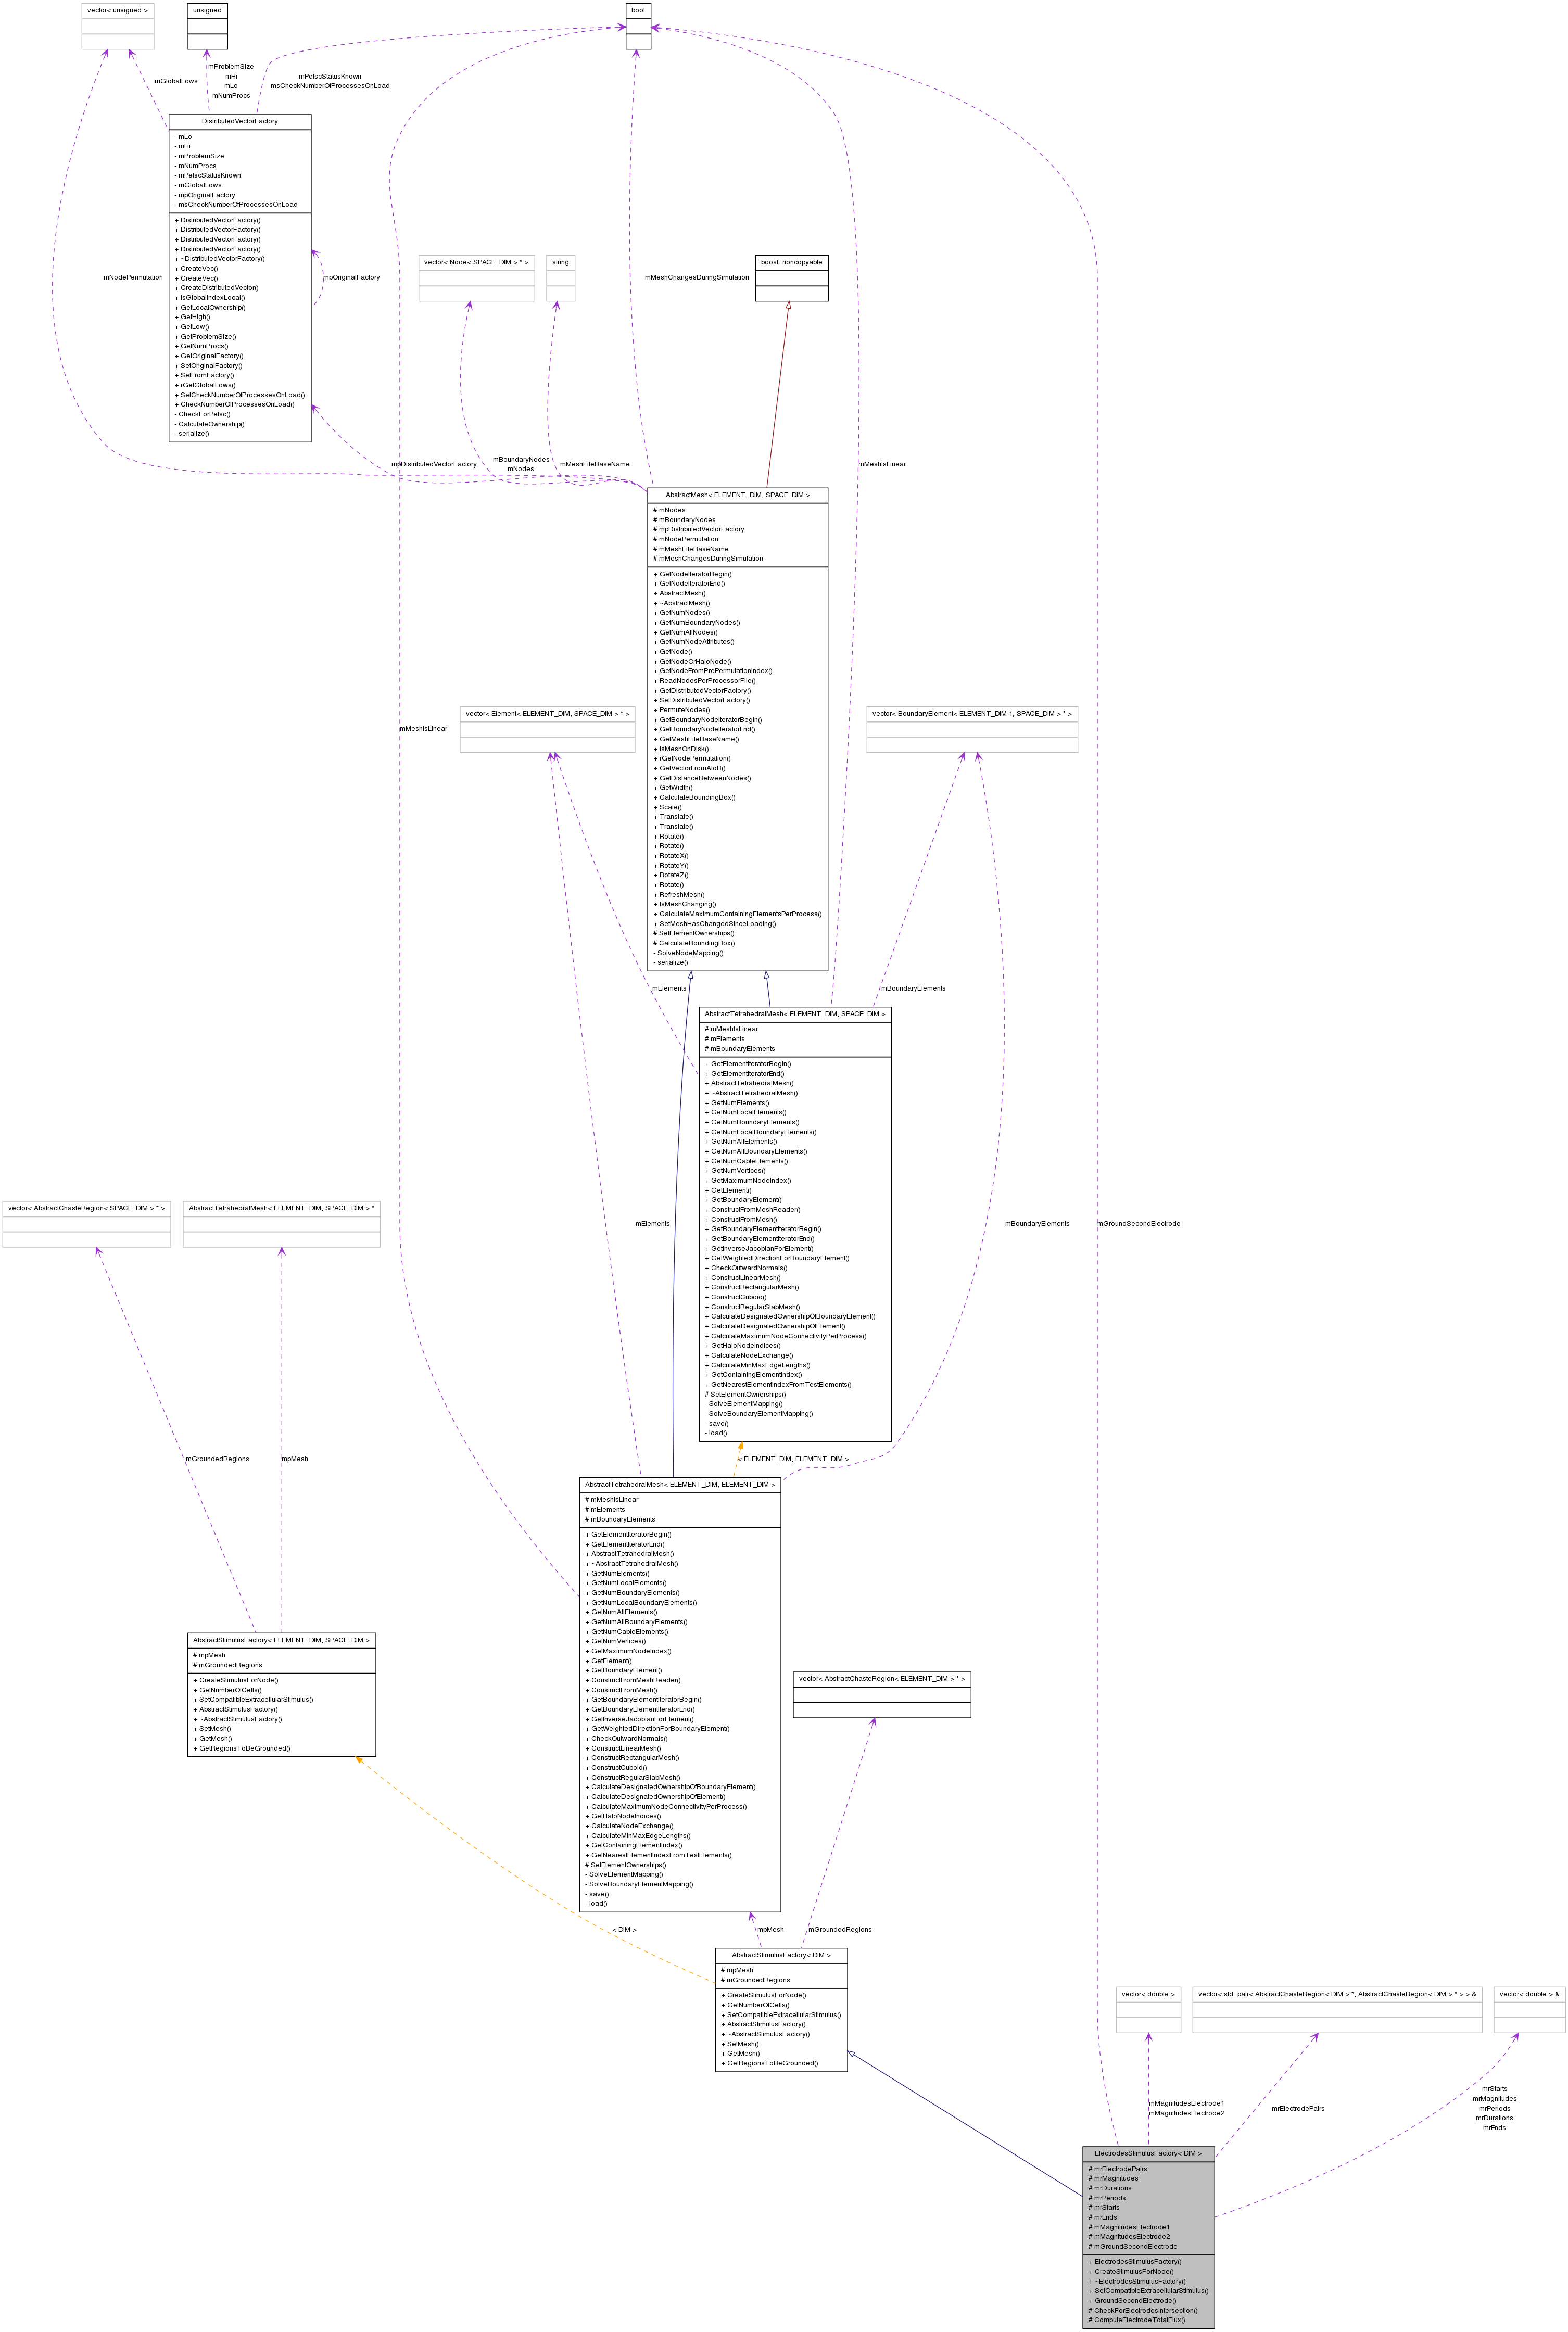 vector< unsigned >
unsigned
bool
mGlobalLows
mProblemSize
mHi
mLo
mNumProcs
mPetscStatusKnown
msCheckNumberOfProcessesOnLoad
DistributedVectorFactory
- mLo
- mHi
- mProblemSize
- mNumProcs
- mPetscStatusKnown
- mGlobalLows
- mpOriginalFactory
- msCheckNumberOfProcessesOnLoad
+ DistributedVectorFactory()
+ DistributedVectorFactory()
+ DistributedVectorFactory()
+ DistributedVectorFactory()
+ ~DistributedVectorFactory()
+ CreateVec()
+ CreateVec()
+ CreateDistributedVector()
+ IsGlobalIndexLocal()
+ GetLocalOwnership()
+ GetHigh()
+ GetLow()
+ GetProblemSize()
+ GetNumProcs()
+ GetOriginalFactory()
+ SetOriginalFactory()
+ SetFromFactory()
+ rGetGlobalLows()
+ SetCheckNumberOfProcessesOnLoad()
+ CheckNumberOfProcessesOnLoad()
- CheckForPetsc()
- CalculateOwnership()
- serialize()
mNodePermutation
mpOriginalFactory
vector< Node< SPACE_DIM > * >
string
mMeshChangesDuringSimulation
boost::noncopyable
mpDistributedVectorFactory
mBoundaryNodes
mNodes
mMeshFileBaseName
mMeshIsLinear
AbstractMesh< ELEMENT_DIM, SPACE_DIM >
# mNodes
# mBoundaryNodes
# mpDistributedVectorFactory
# mNodePermutation
# mMeshFileBaseName
# mMeshChangesDuringSimulation
+ GetNodeIteratorBegin()
+ GetNodeIteratorEnd()
+ AbstractMesh()
+ ~AbstractMesh()
+ GetNumNodes()
+ GetNumBoundaryNodes()
+ GetNumAllNodes()
+ GetNumNodeAttributes()
+ GetNode()
+ GetNodeOrHaloNode()
+ GetNodeFromPrePermutationIndex()
+ ReadNodesPerProcessorFile()
+ GetDistributedVectorFactory()
+ SetDistributedVectorFactory()
+ PermuteNodes()
+ GetBoundaryNodeIteratorBegin()
+ GetBoundaryNodeIteratorEnd()
+ GetMeshFileBaseName()
+ IsMeshOnDisk()
+ rGetNodePermutation()
+ GetVectorFromAtoB()
+ GetDistanceBetweenNodes()
+ GetWidth()
+ CalculateBoundingBox()
+ Scale()
+ Translate()
+ Translate()
+ Rotate()
+ Rotate()
+ RotateX()
+ RotateY()
+ RotateZ()
+ Rotate()
+ RefreshMesh()
+ IsMeshChanging()
+ CalculateMaximumContainingElementsPerProcess()
+ SetMeshHasChangedSinceLoading()
# SetElementOwnerships()
# CalculateBoundingBox()
- SolveNodeMapping()
- serialize()
vector< Element< ELEMENT_DIM, SPACE_DIM > * >
vector< BoundaryElement< ELEMENT_DIM-1, SPACE_DIM > * >
mMeshIsLinear
mElements
mBoundaryElements
AbstractTetrahedralMesh< ELEMENT_DIM, SPACE_DIM >
# mMeshIsLinear
# mElements
# mBoundaryElements
+ GetElementIteratorBegin()
+ GetElementIteratorEnd()
+ AbstractTetrahedralMesh()
+ ~AbstractTetrahedralMesh()
+ GetNumElements()
+ GetNumLocalElements()
+ GetNumBoundaryElements()
+ GetNumLocalBoundaryElements()
+ GetNumAllElements()
+ GetNumAllBoundaryElements()
+ GetNumCableElements()
+ GetNumVertices()
+ GetMaximumNodeIndex()
+ GetElement()
+ GetBoundaryElement()
+ ConstructFromMeshReader()
+ ConstructFromMesh()
+ GetBoundaryElementIteratorBegin()
+ GetBoundaryElementIteratorEnd()
+ GetInverseJacobianForElement()
+ GetWeightedDirectionForBoundaryElement()
+ CheckOutwardNormals()
+ ConstructLinearMesh()
+ ConstructRectangularMesh()
+ ConstructCuboid()
+ ConstructRegularSlabMesh()
+ CalculateDesignatedOwnershipOfBoundaryElement()
+ CalculateDesignatedOwnershipOfElement()
+ CalculateMaximumNodeConnectivityPerProcess()
+ GetHaloNodeIndices()
+ CalculateNodeExchange()
+ CalculateMinMaxEdgeLengths()
+ GetContainingElementIndex()
+ GetNearestElementIndexFromTestElements()
# SetElementOwnerships()
- SolveElementMapping()
- SolveBoundaryElementMapping()
- save()
- load()
vector< AbstractChasteRegion< SPACE_DIM > * >
AbstractTetrahedralMesh< ELEMENT_DIM, SPACE_DIM > *
mElements
mBoundaryElements
mGroundSecondElectrode
mGroundedRegions
mpMesh
< ELEMENT_DIM, ELEMENT_DIM >
AbstractTetrahedralMesh< ELEMENT_DIM, ELEMENT_DIM >
# mMeshIsLinear
# mElements
# mBoundaryElements
+ GetElementIteratorBegin()
+ GetElementIteratorEnd()
+ AbstractTetrahedralMesh()
+ ~AbstractTetrahedralMesh()
+ GetNumElements()
+ GetNumLocalElements()
+ GetNumBoundaryElements()
+ GetNumLocalBoundaryElements()
+ GetNumAllElements()
+ GetNumAllBoundaryElements()
+ GetNumCableElements()
+ GetNumVertices()
+ GetMaximumNodeIndex()
+ GetElement()
+ GetBoundaryElement()
+ ConstructFromMeshReader()
+ ConstructFromMesh()
+ GetBoundaryElementIteratorBegin()
+ GetBoundaryElementIteratorEnd()
+ GetInverseJacobianForElement()
+ GetWeightedDirectionForBoundaryElement()
+ CheckOutwardNormals()
+ ConstructLinearMesh()
+ ConstructRectangularMesh()
+ ConstructCuboid()
+ ConstructRegularSlabMesh()
+ CalculateDesignatedOwnershipOfBoundaryElement()
+ CalculateDesignatedOwnershipOfElement()
+ CalculateMaximumNodeConnectivityPerProcess()
+ GetHaloNodeIndices()
+ CalculateNodeExchange()
+ CalculateMinMaxEdgeLengths()
+ GetContainingElementIndex()
+ GetNearestElementIndexFromTestElements()
# SetElementOwnerships()
- SolveElementMapping()
- SolveBoundaryElementMapping()
- save()
- load()
AbstractStimulusFactory< ELEMENT_DIM, SPACE_DIM >
# mpMesh
# mGroundedRegions
+ CreateStimulusForNode()
+ GetNumberOfCells()
+ SetCompatibleExtracellularStimulus()
+ AbstractStimulusFactory()
+ ~AbstractStimulusFactory()
+ SetMesh()
+ GetMesh()
+ GetRegionsToBeGrounded()
vector< AbstractChasteRegion< ELEMENT_DIM > * >
< DIM >
mpMesh
mGroundedRegions
AbstractStimulusFactory< DIM >
# mpMesh
# mGroundedRegions
+ CreateStimulusForNode()
+ GetNumberOfCells()
+ SetCompatibleExtracellularStimulus()
+ AbstractStimulusFactory()
+ ~AbstractStimulusFactory()
+ SetMesh()
+ GetMesh()
+ GetRegionsToBeGrounded()
vector< double >
vector< std::pair< AbstractChasteRegion< DIM > *, AbstractChasteRegion< DIM > * > > &
vector< double > &
mMagnitudesElectrode1
mMagnitudesElectrode2
mrElectrodePairs
mrStarts
mrMagnitudes
mrPeriods
mrDurations
mrEnds
ElectrodesStimulusFactory< DIM >
# mrElectrodePairs
# mrMagnitudes
# mrDurations
# mrPeriods
# mrStarts
# mrEnds
# mMagnitudesElectrode1
# mMagnitudesElectrode2
# mGroundSecondElectrode
+ ElectrodesStimulusFactory()
+ CreateStimulusForNode()
+ ~ElectrodesStimulusFactory()
+ SetCompatibleExtracellularStimulus()
+ GroundSecondElectrode()
# CheckForElectrodesIntersection()
# ComputeElectrodeTotalFlux()